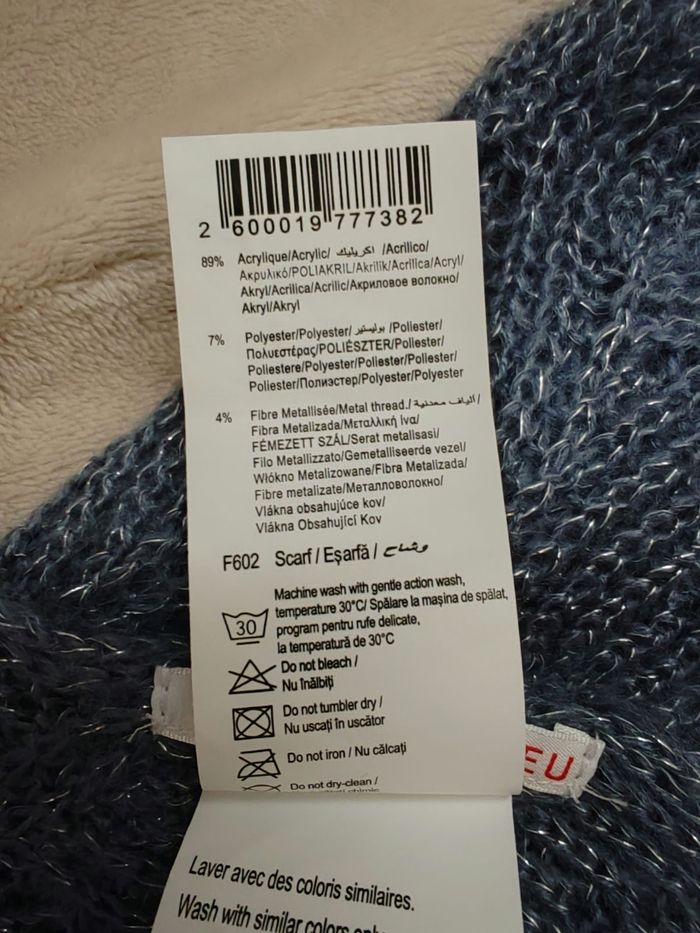 2 600019 777382
89% Acrylique/Acrylic/ اكريليك /Acrilico/
Ακρυλικό/POLIAKRIL/Akrilik/Acrilica/Acryl/
Akryl/Acrilica/Acrilic/Акриловое волокно/
Akryl/Akryl
7% Polyester/Polyester/ بوليستير /Poliester/
Πολυεστέρας/POLIÉSZTER/Poliester/
Poliestere/Polyester/Poliester/Poliester/
Poliester/Полиэстер/Polyester/Polyester
4% Fibre Metallisée/Metal thread./ الياف معدنية /
Fibra Metalizada/Μεταλλική ίνα/
FÉMEZETT SZÁL/Serat metalisasi/
Filo Metallizzato/Gemetalliseerde vezel/
Włókno Metalizowane/Fibra Metalizada/
Fibre metalizate/Металловолокно/
Vlákna obsahujúce kov/
Vlákna Obsahující Kov
F602 Scarf / Eşarfă / وشاح
Machine wash with gentle action wash,
temperature 30°C/ Spălare la mașina de spălat,
30 program pentru rufe delicate,
la temperatură de 30°C
Do not bleach /
Nu înălbiți
Do not tumbler dry /
Nu uscați în uscător
Do not iron / Nu călcați
Do not dry-clean /
EU
Laver avec des coloris similaires.
Wash with similar colors